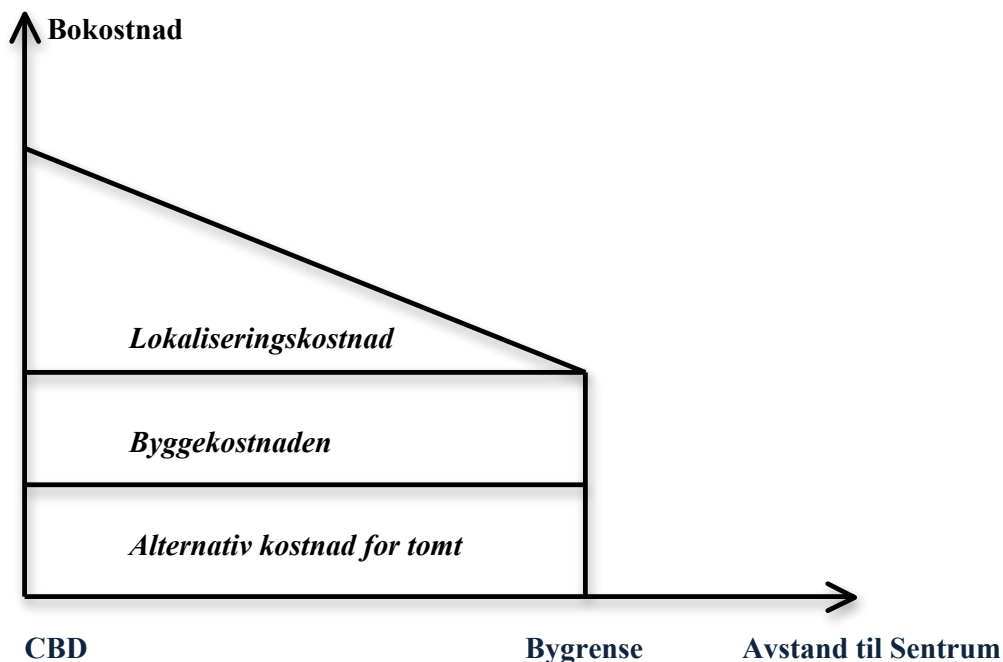 Bokostnad
Lokaliseringskostnad
Byggekostnaden
Alternativ kostnad for tomt
CBD Bygrense Avstand til Sentrum